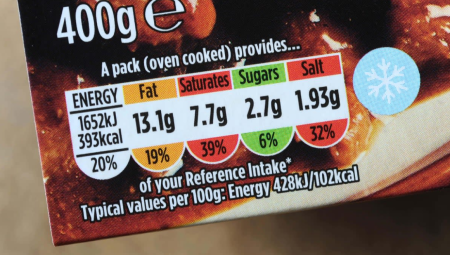 400g e
A pack (oven cooked) provides...
ENERGY Fat Saturates Sugars Salt
1652kJ
393kcal 13.1g 7.7g 2.7g 1.93g
20% 19% 39% 6% 32%
of your Reference Intake*
Typical values per 100g: Energy 428kJ/102kcal